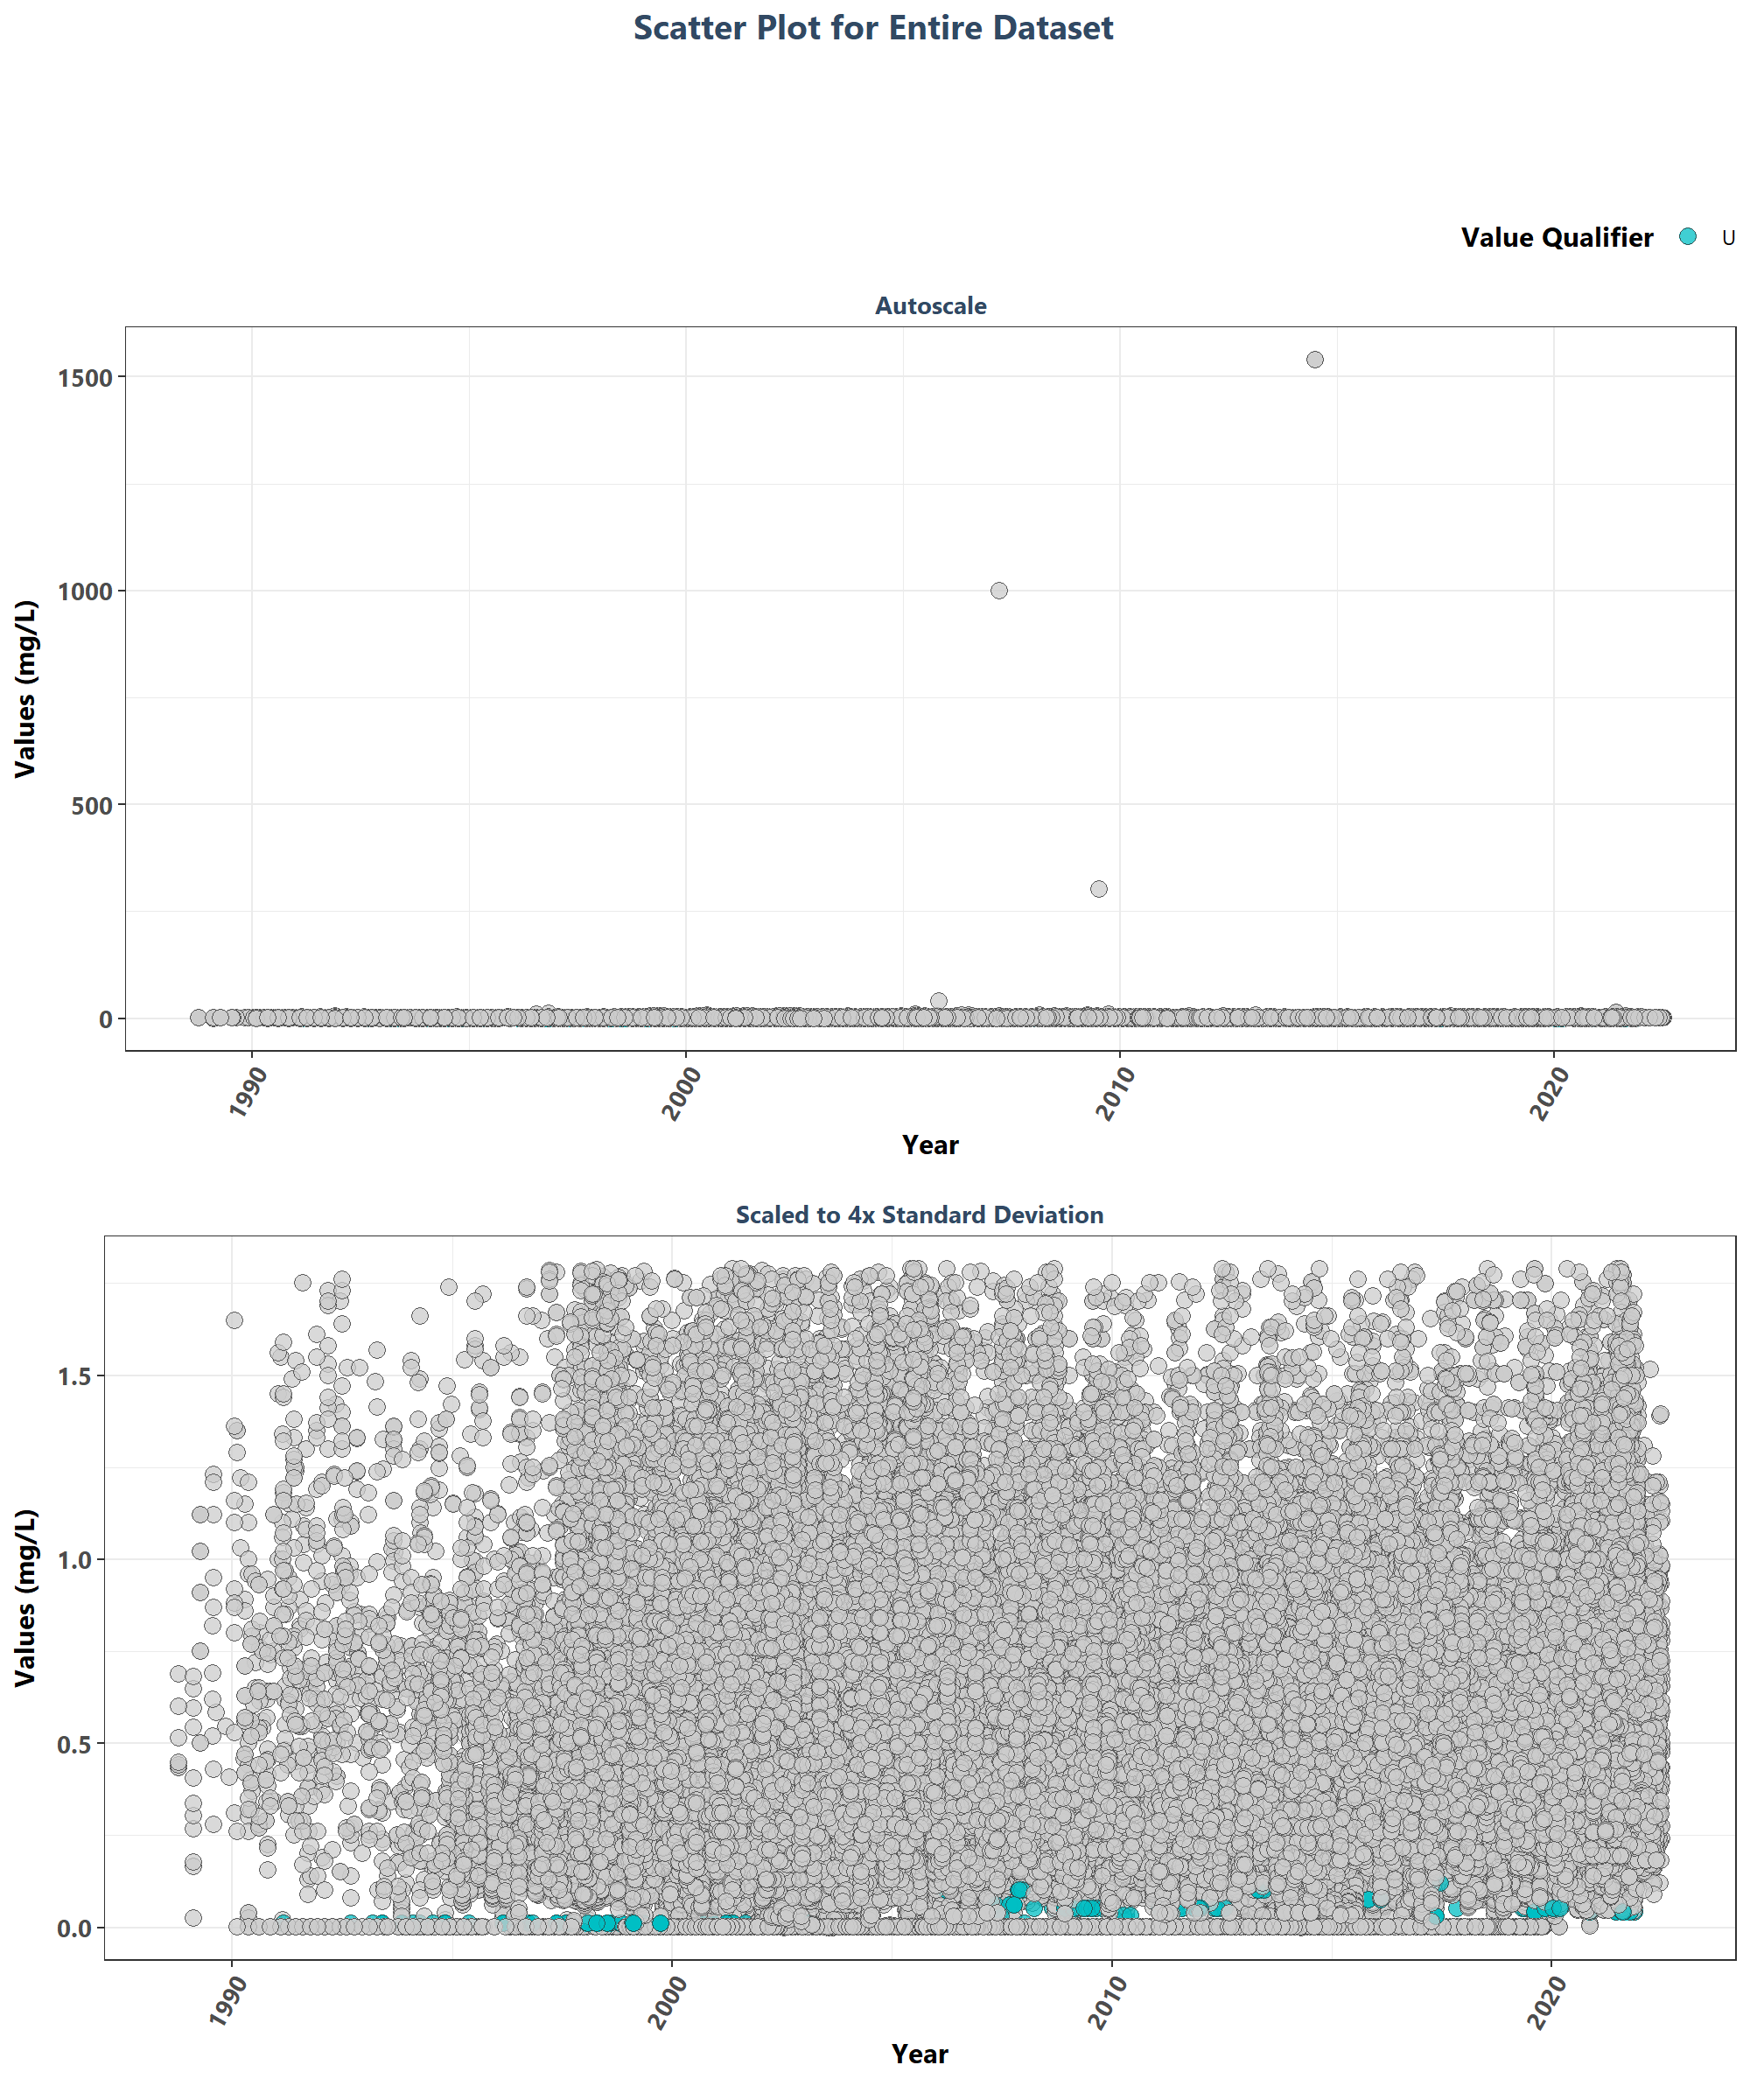 Scatter Plot for Entire Dataset
Value Qualifier U
Autoscale
1500
1000
500
0
Values (mg/L)
1990 2000 2010 2020
Year
Scaled to 4x Standard Deviation
1.5
1.0
0.5
0.0
Values (mg/L)
1990 2000 2010 2020
Year